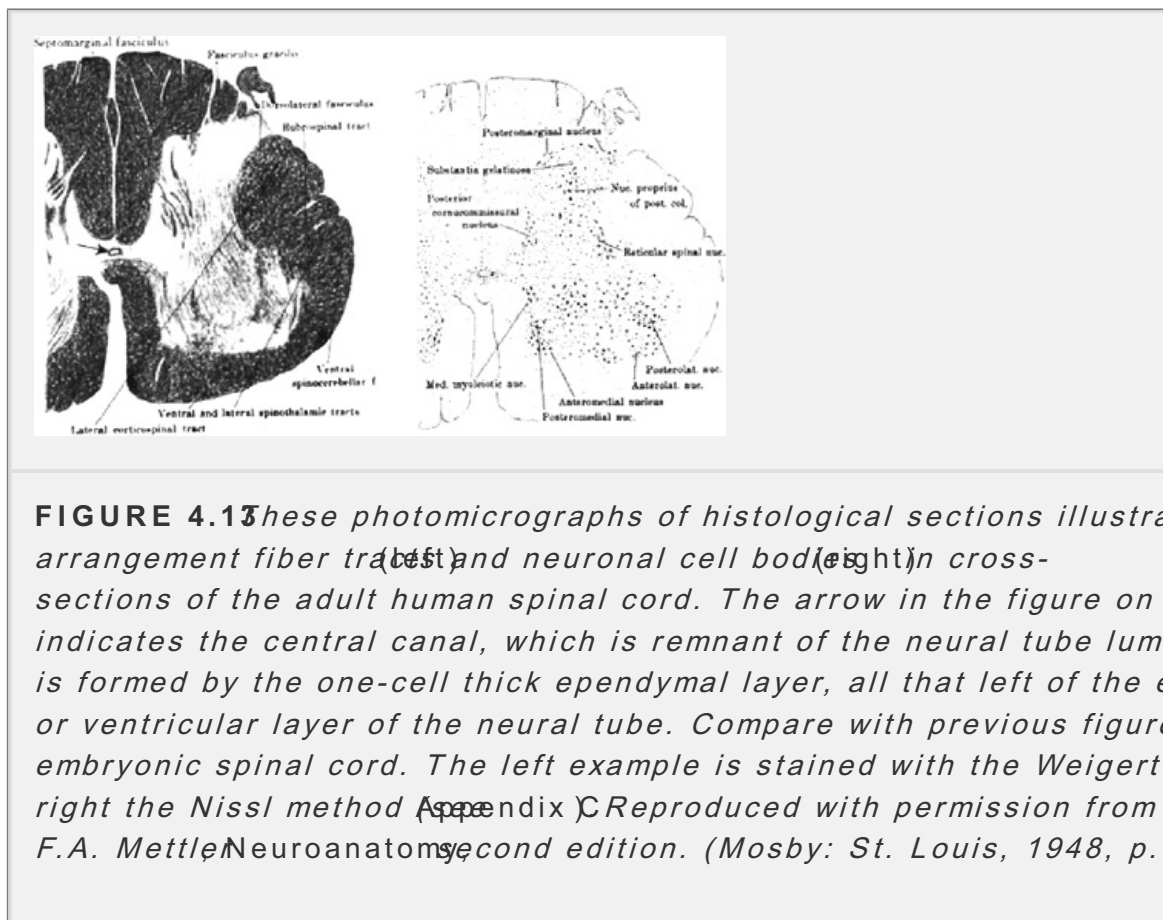 Septomarginal fasciculus
Fasciculus gracilis
Dorsolateral fasciculus
Rubrospinal tract
Ventral
spinocerebellar f.
Ventral and lateral spinothalamic tracts
Lateral corticospinal tract
Posteromarginal nucleus
Substantia gelatinosa
Nuc. proprius
of post. col.
Posterior
cornucommissural
nucleus
Reticular spinal nuc.
Posterolat. nuc.
Med. myoleiotic nuc.
Anterolat. nuc.
Anteromedial nucleus
Posteromedial nuc.
FIGURE 4.13 These photomicrographs of histological sections illustra
arrangement fiber tracts (left) and neuronal cell bodies (right) in cross-
sections of the adult human spinal cord. The arrow in the figure on
indicates the central canal, which is remnant of the neural tube lum
is formed by the one-cell thick ependymal layer, all that left of the e
or ventricular layer of the neural tube. Compare with previous figure
embryonic spinal cord. The left example is stained with the Weigert
right the Nissl method (see Appendix C). Reproduced with permission from
F.A. Mettler, Neuroanatomy, second edition. (Mosby: St. Louis, 1948, p.